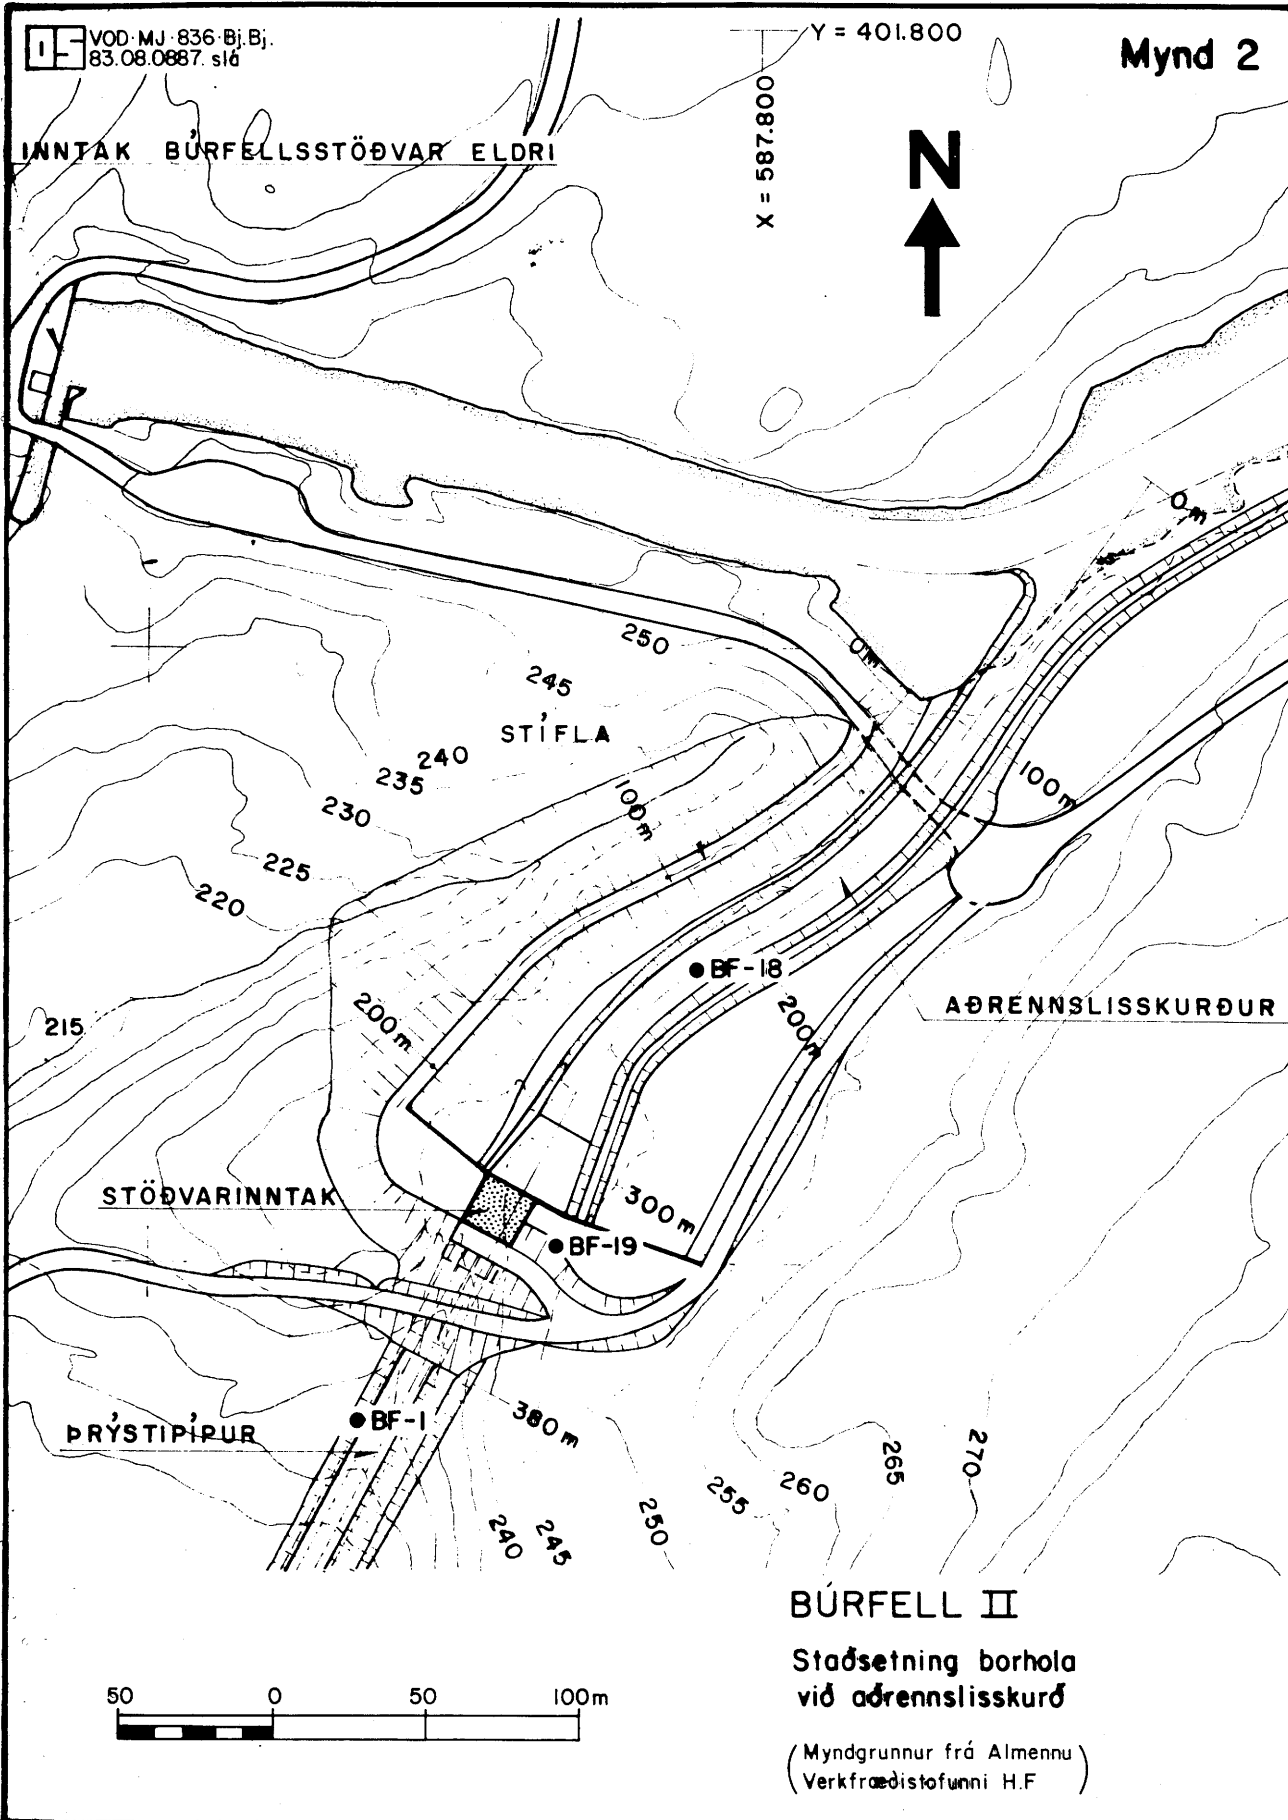 OS
VOD·MJ·836·Bj.Bj.
83.08.0887. slá
Y = 401.800
X = 587.800
Mynd 2
N
INNTAK BÚRFELLSSTÖÐVAR ELDRI
0m
0m
250
245
STÍFLA
240
235
230
225
220
215
100m
100m
BF-18
200m
200m
AÐRENNSLISSKURÐUR
STÖÐVARINNTAK
300m
BF-19
BF-1
ÞRÝSTIPÍPUR
380m
240
245
250
255
260
265
270
BÚRFELL II
Staðsetning borhola
við aðrennslisskurð
50 0 50 100m
(Myndgrunnur frá Almennu
Verkfræðistofunni H.F)